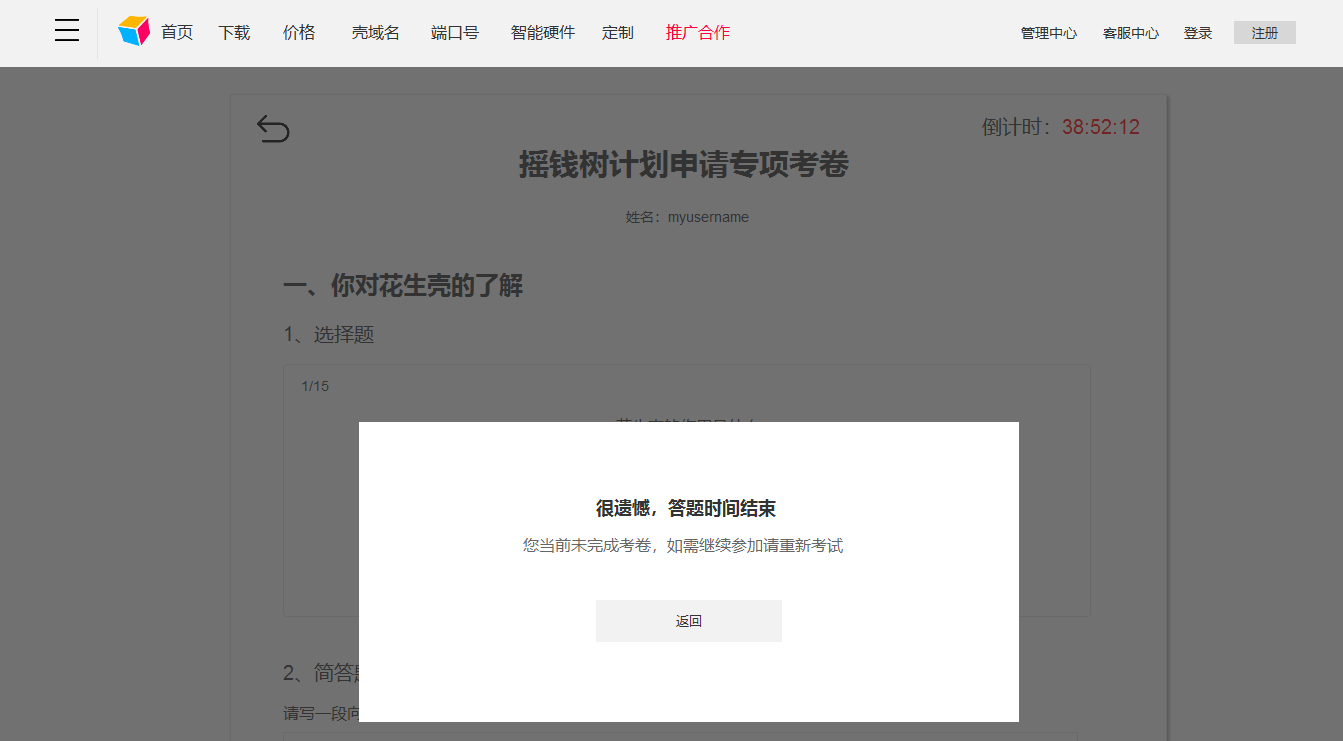 首页 下载 价格 壳域名 端口号 智能硬件 定制 推广合作 管理中心 客服中心 登录 注册
倒计时：38:52:12
摇钱树计划申请专项考卷
姓名：myusername
一、你对花生壳的了解
1、选择题
1/15
很遗憾，答题时间结束
您当前未完成考卷，如需继续参加请重新考试
返回
2、简答
请写一段向